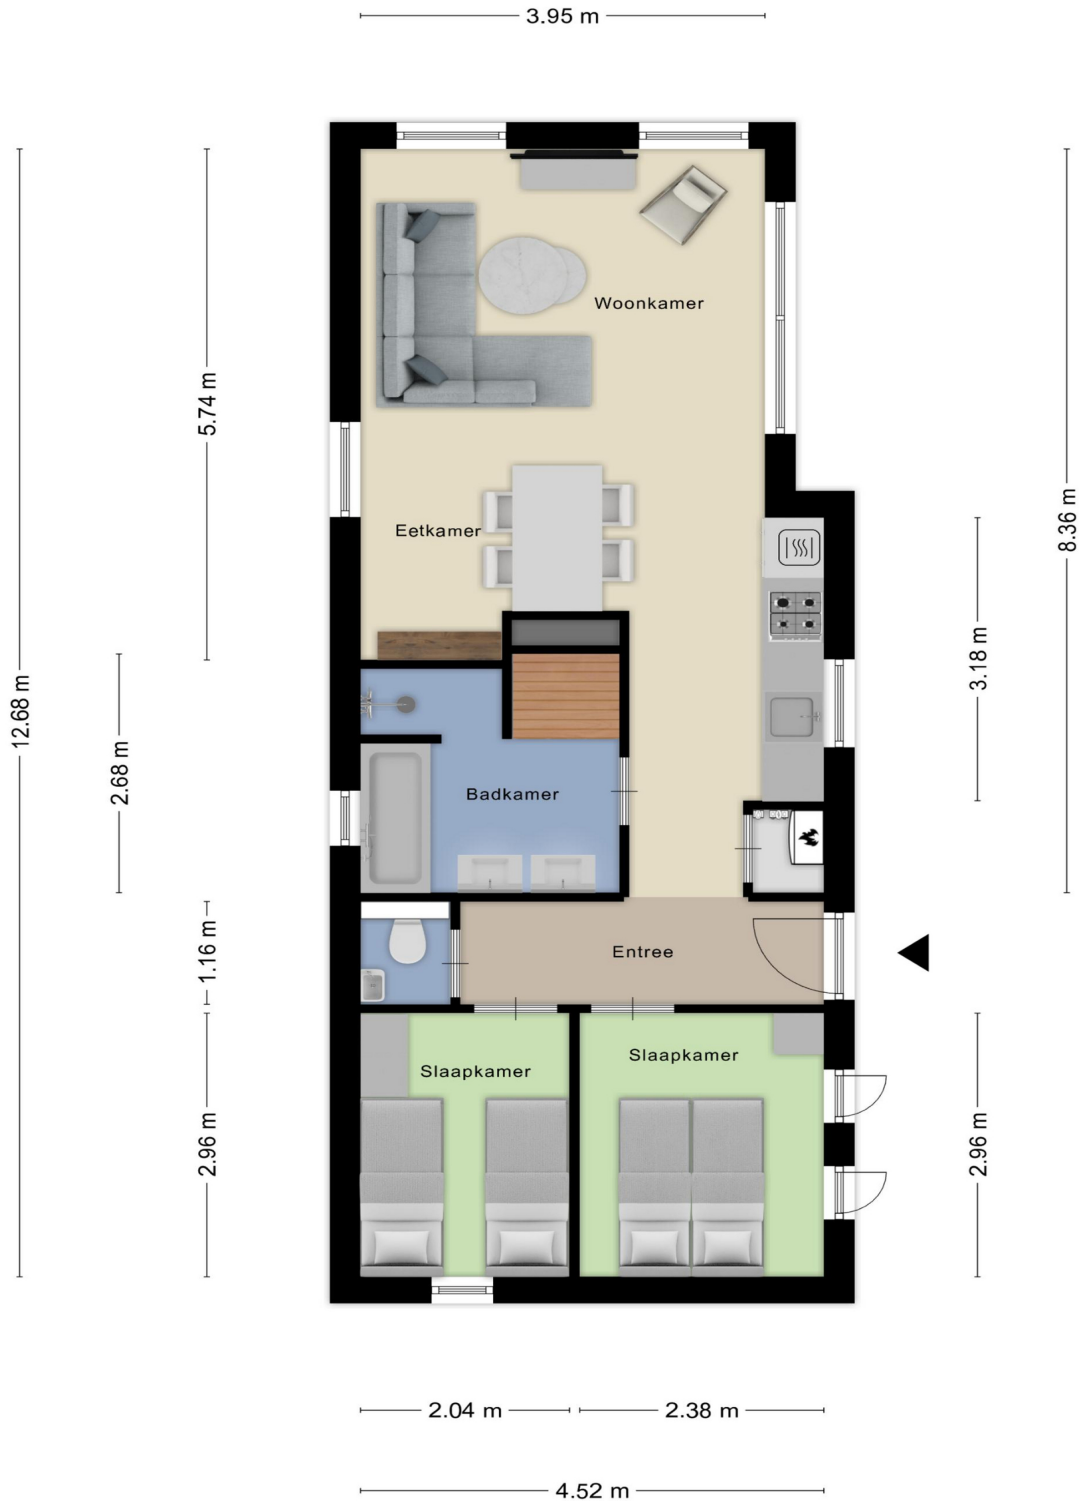 3.95 m
Woonkamer
5.74 m
8.36 m
Eetkamer
3.18 m
12.68 m
2.68 m
Badkamer
1.16 m
Entree
Slaapkamer
Slaapkamer
2.96 m
2.96 m
2.04 m
2.38 m
4.52 m